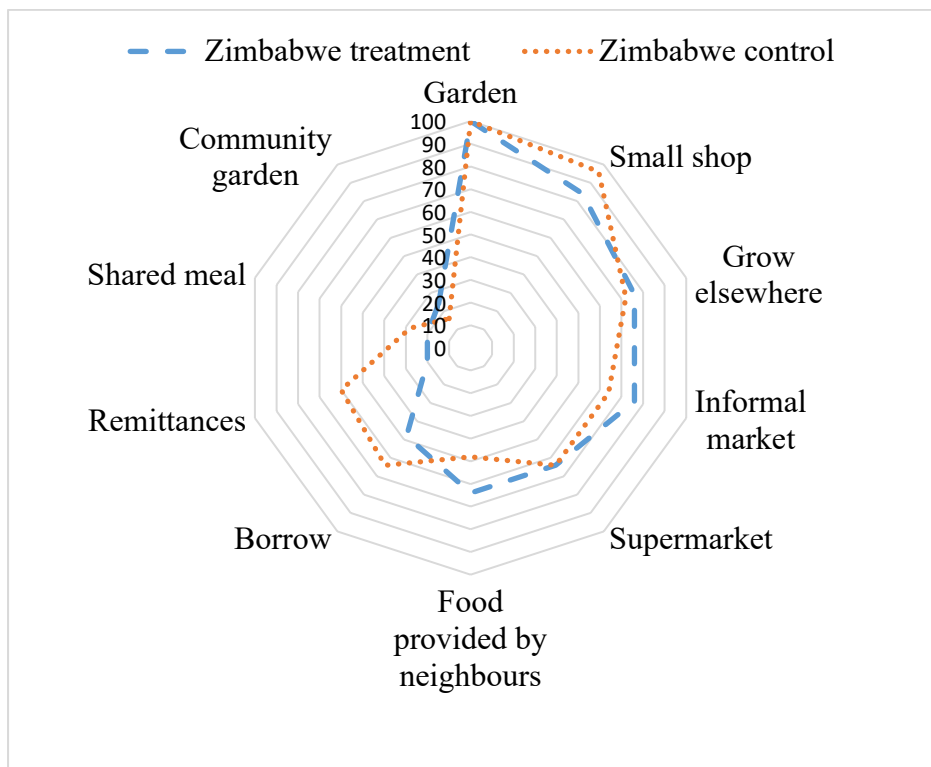 Zimbabwe treatment
Zimbabwe control
Garden
Community
garden
Small shop
Shared meal
Grow
elsewhere
Remittances
Informal
market
Borrow
Supermarket
Food
provided by
neighbours
100
90
80
70
60
50
40
30
20
10
0